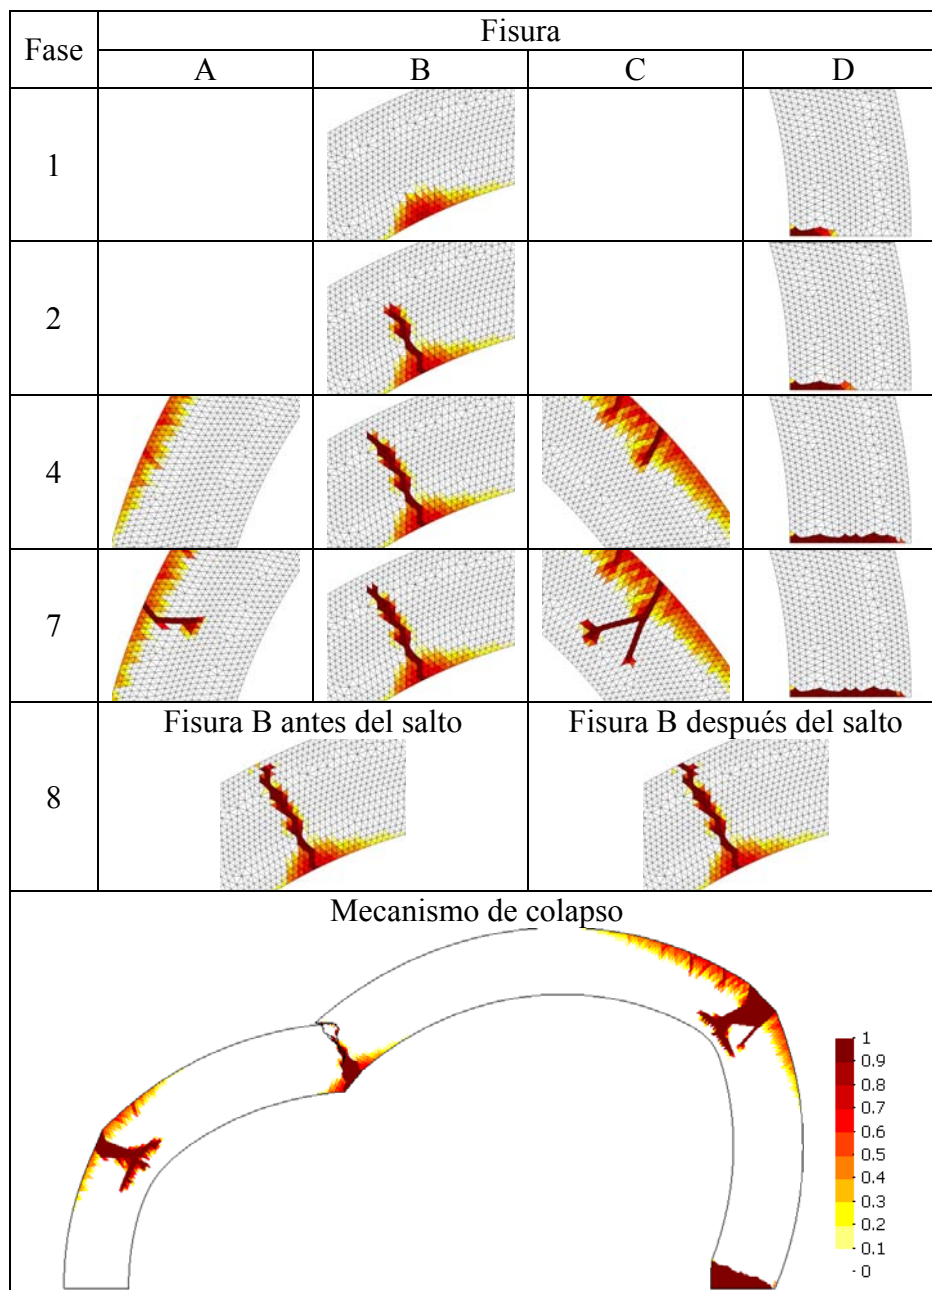 Fase
Fisura
A B C D
1
2
4
7
8
Fisura B antes del salto
Fisura B después del salto
Mecanismo de colapso
1
0.9
0.8
0.7
0.6
0.5
0.4
0.3
0.2
0.1
0